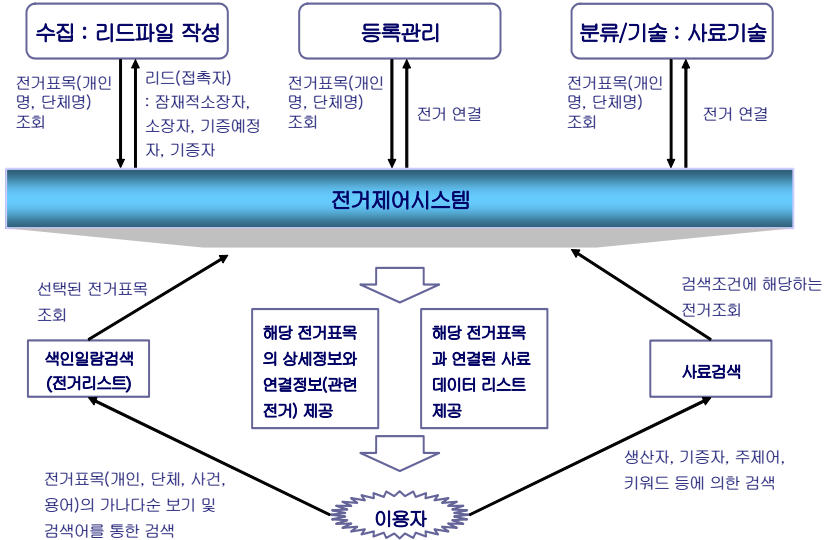 수집 : 리드파일 작성
등록관리
분류/기술 : 사료기술
전거표목(개인
명, 단체명)
조회
리드(접촉자)
: 잠재적소장자,
소장자, 기증예정
자, 기증자
전거표목(개인
명, 단체명)
조회
전거 연결
전거표목(개인
명, 단체명)
조회
전거 연결
전거제어시스템
선택된 전거표목
조회
검색조건에 해당하는
전거조회
색인일람검색
(전거리스트)
해당 전거표목
의 상세정보와
연결정보(관련
전거) 제공
해당 전거표목
과 연결된 사료
데이터 리스트
제공
사료검색
전거표목(개인, 단체, 사건,
용어)의 가나다순 보기 및
검색어를 통한 검색
이용자
생산자, 기증자, 주제어,
키워드 등에 의한 검색